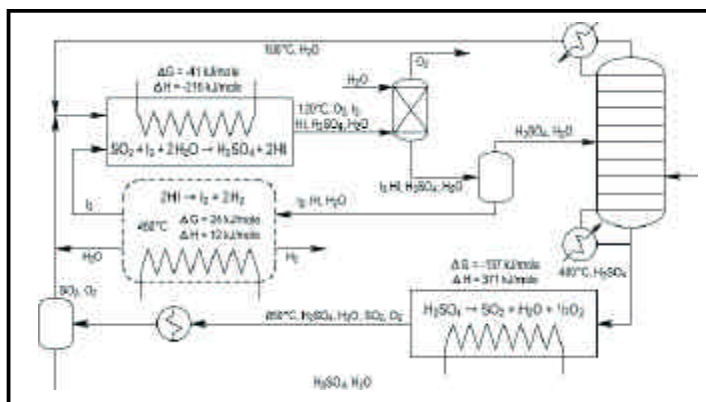 100°C, H₂O
O₂
ΔG = -41 kJ/mole
ΔH = -216 kJ/mole
H₂O
120°C, O₂, I₂
HI, H₂SO₄, H₂O
SO₂ + I₂ + 2H₂O → H₂SO₄ + 2HI
H₂SO₄, H₂O
I₂ HI, H₂SO₄, H₂O
I₂
2HI → I₂ + 2H₂
I₂, HI, H₂O
450°C
ΔG = 24 kJ/mole
ΔH = 12 kJ/mole
H₂O
H₂
ΔG = -137 kJ/mole
ΔH = 371 kJ/mole
400°C, H₂SO₄
SO₂, O₂
H₂SO₄ → SO₂ + H₂O + ½O₂
850°C, H₂SO₄, H₂O, SO₂, O₂
H₂SO₄, H₂O